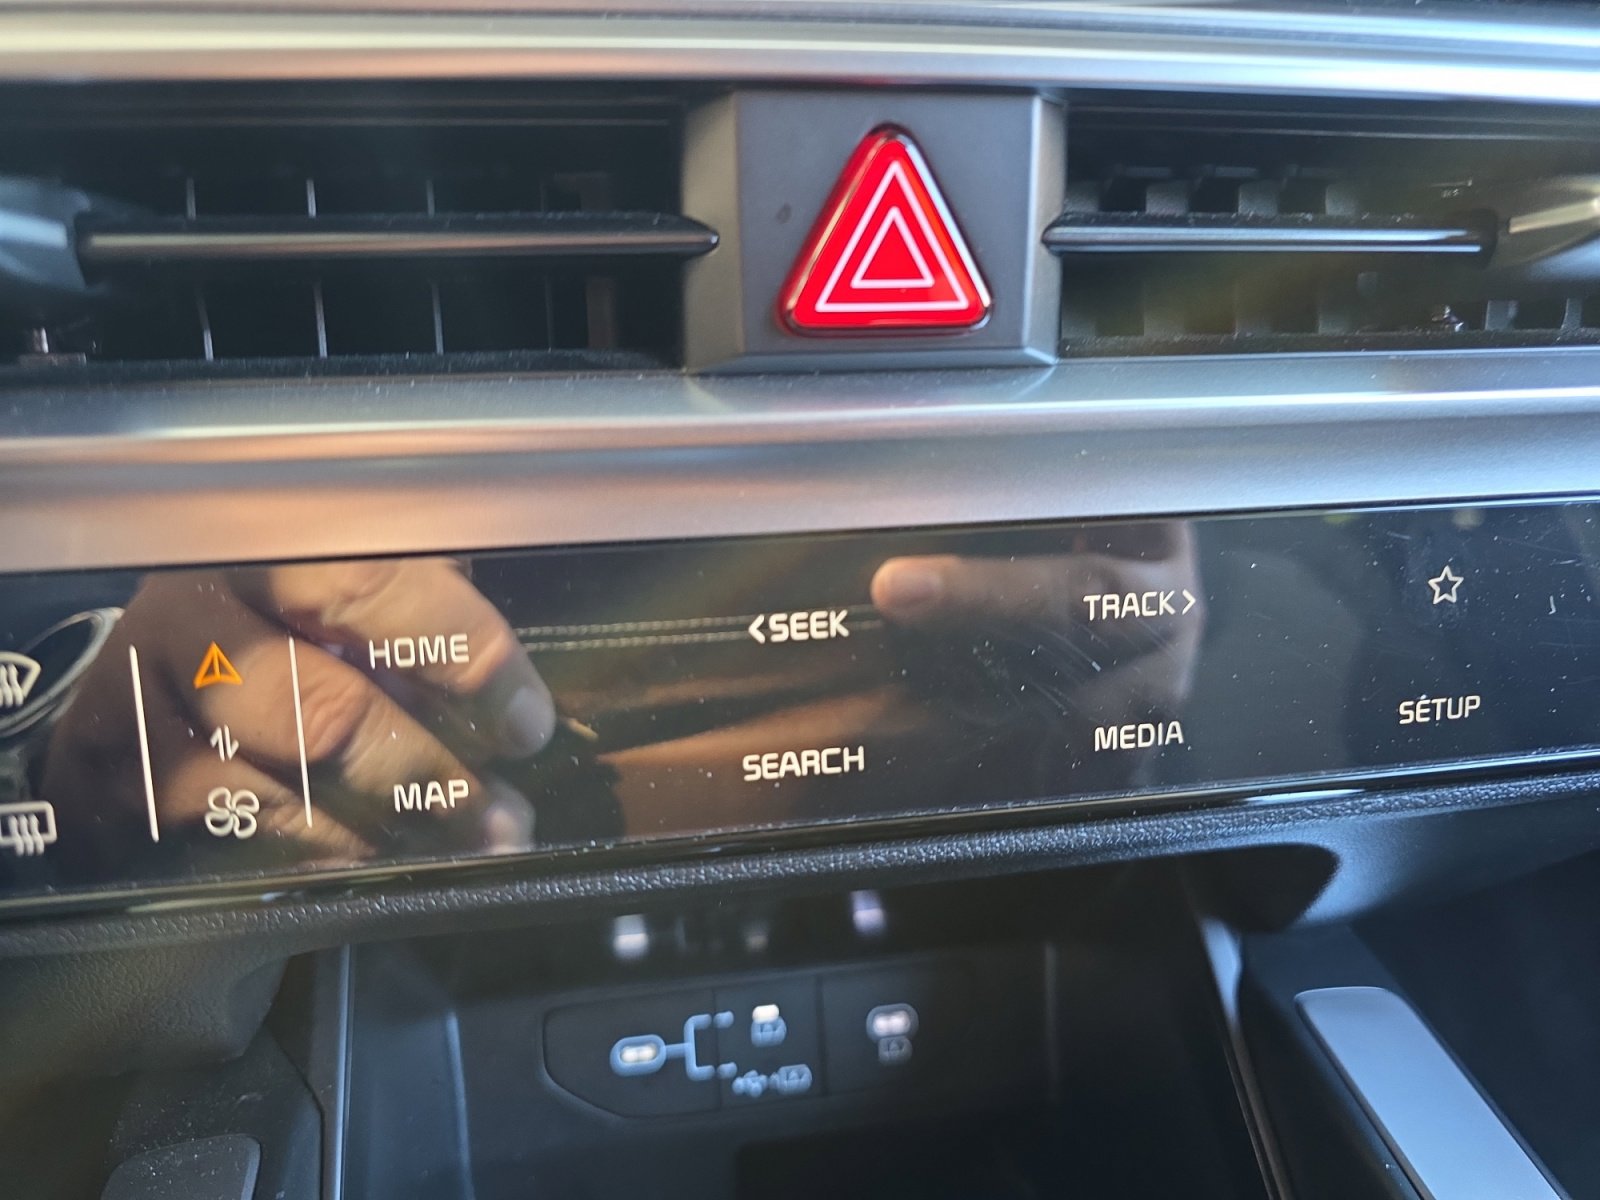 HOME
<SEEK
TRACK>
MAP
SEARCH
MEDIA
SETUP